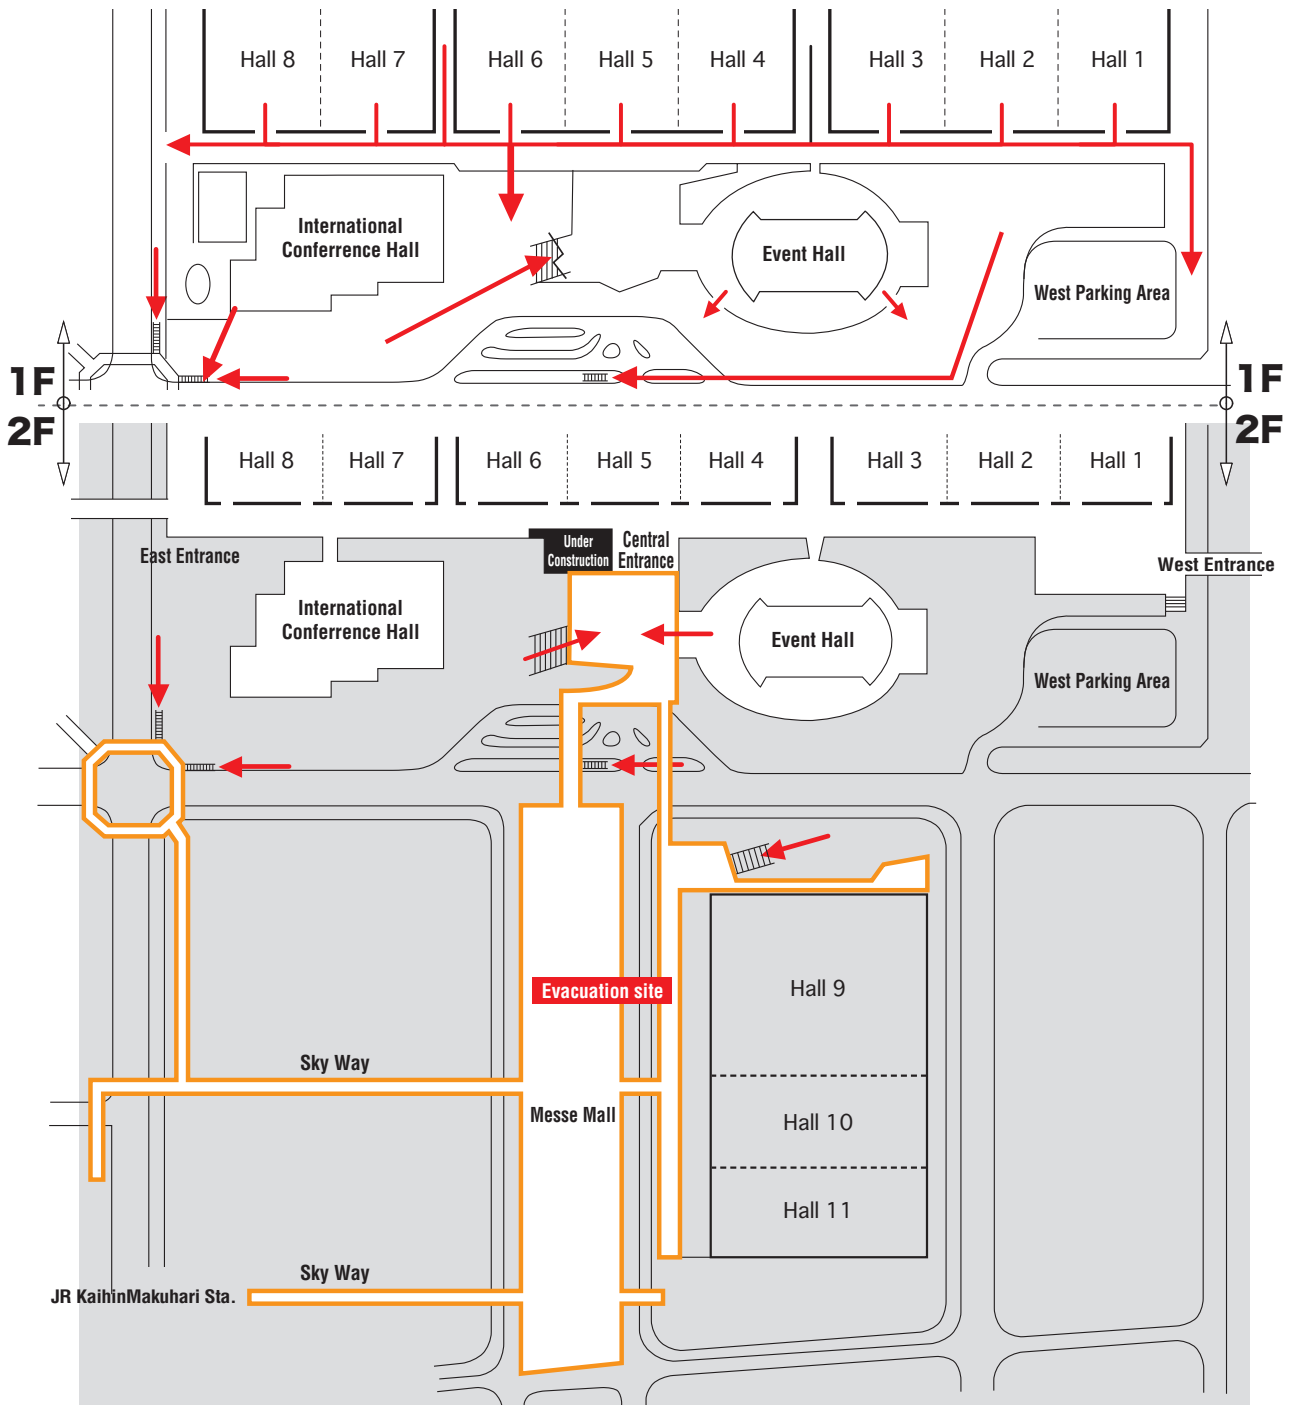 Hall 8
Hall 7
Hall 6
Hall 5
Hall 4
Hall 3
Hall 2
Hall 1
International
Conferrence Hall
Event Hall
West Parking Area
1F
2F
1F
2F
Hall 8
Hall 7
Hall 6
Hall 5
Hall 4
Hall 3
Hall 2
Hall 1
East Entrance
Under
Construction
Central
Entrance
West Entrance
International
Conferrence Hall
Event Hall
West Parking Area
Evacuation site
Hall 9
Sky Way
Messe Mall
Hall 10
Hall 11
Sky Way
JR KaihinMakuhari Sta.